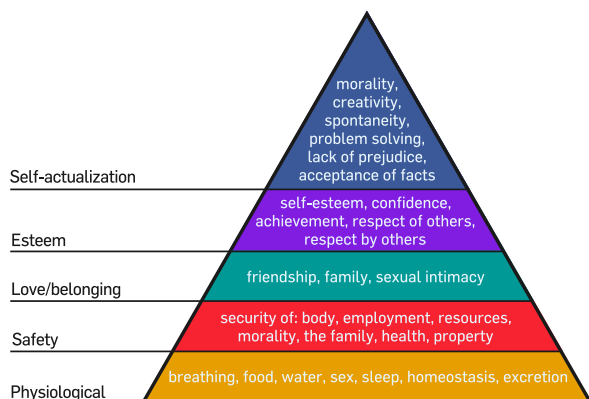 morality,
creativity,
spontaneity,
problem solving,
lack of prejudice,
acceptance of facts
Self-actualization
self-esteem, confidence,
achievement, respect of others,
respect by others
Esteem
friendship, family, sexual intimacy
Love/belonging
security of: body, employment, resources,
morality, the family, health, property
Safety
breathing, food, water, sex, sleep, homeostasis, excretion
Physiological